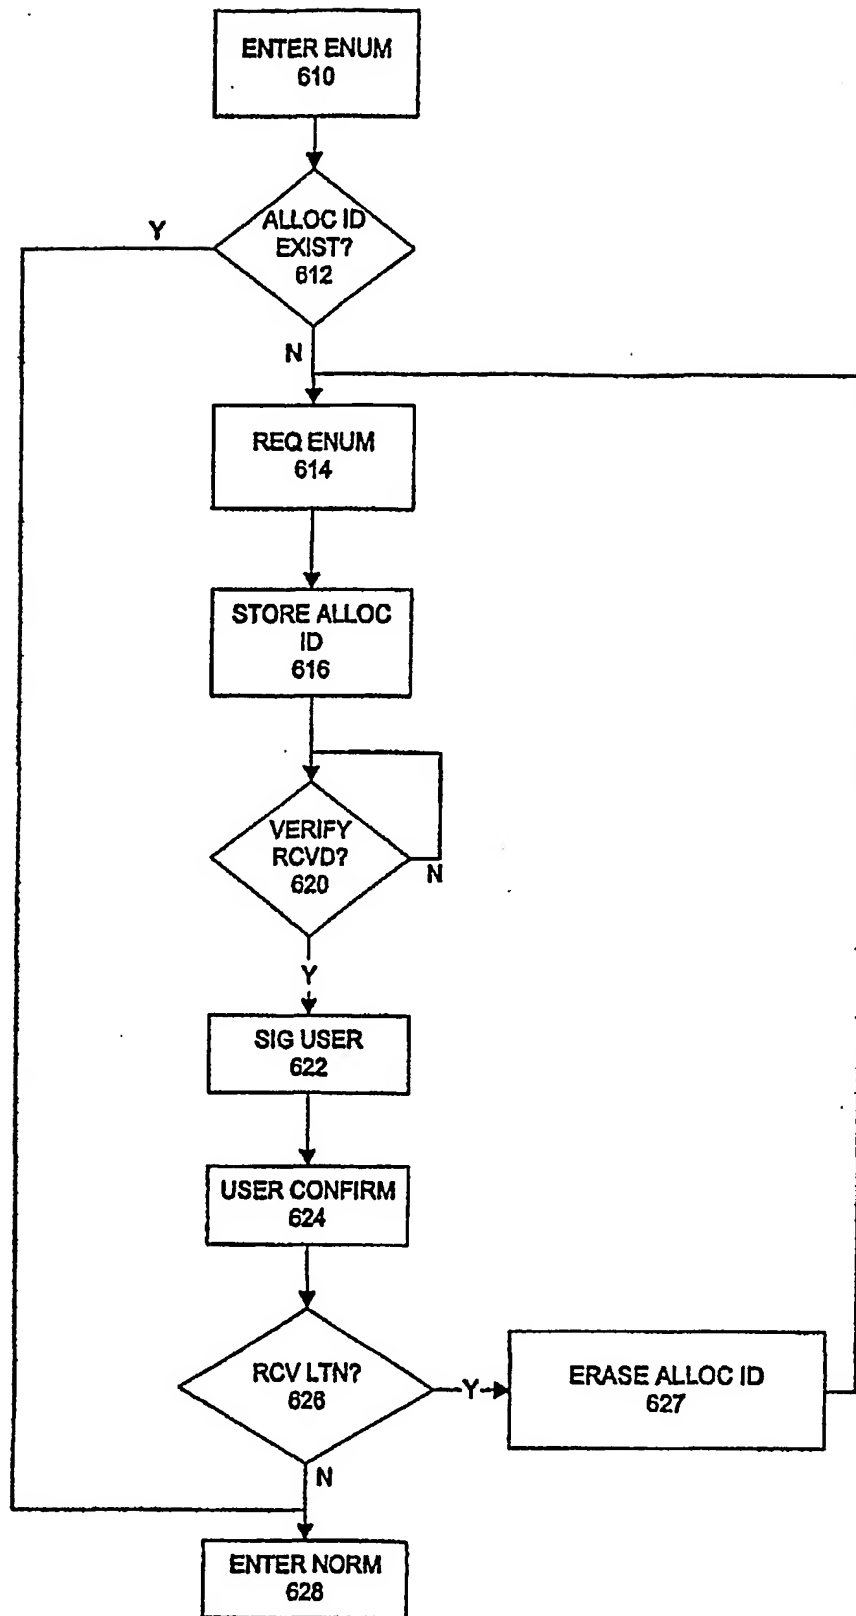 ENTER ENUM
610
ALLOC ID
EXIST?
612
Y
N
REQ ENUM
614
STORE ALLOC
ID
616
VERIFY
RCVD?
620
N
Y
SIG USER
622
USER CONFIRM
624
RCV LTN?
626
Y
ERASE ALLOC ID
627
N
ENTER NORM
628